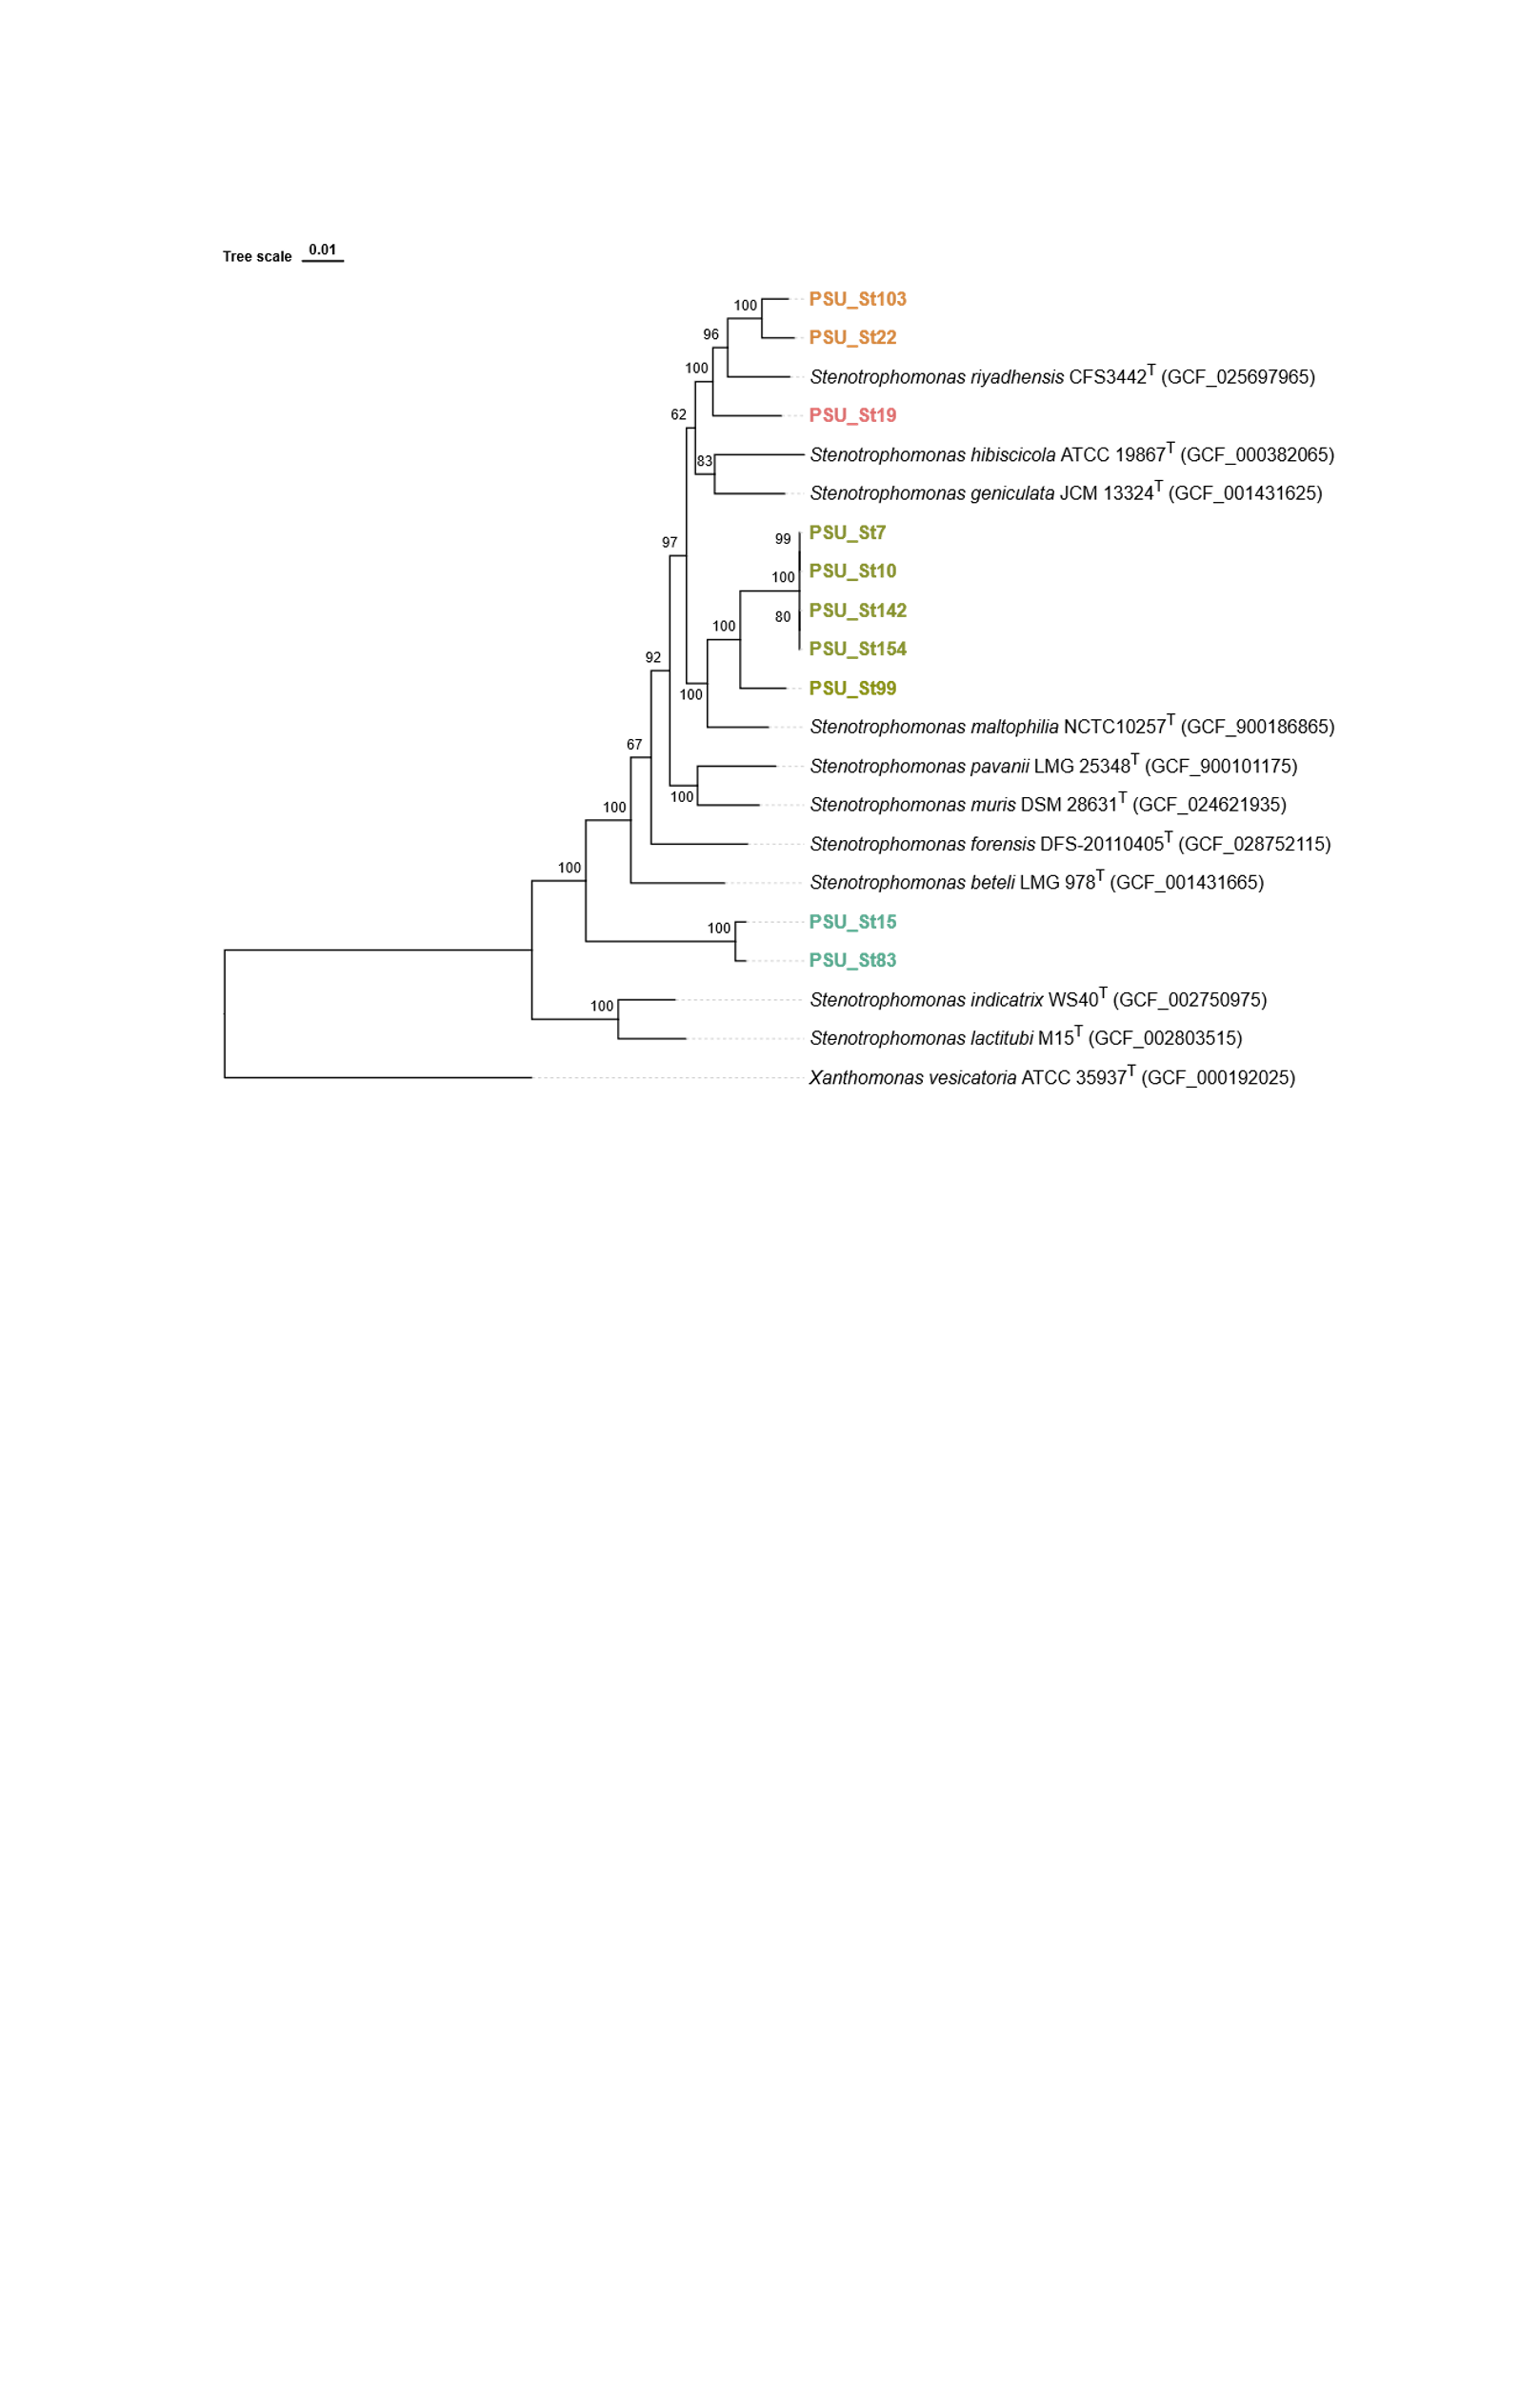 Tree scale 0.01
100 PSU_St103
96 PSU_St22
100 Stenotrophomonas riyadhensis CFS3442T (GCF_025697965)
62 PSU_St19
83 Stenotrophomonas hibiscicola ATCC 19867T (GCF_000382065)
Stenotrophomonas geniculata JCM 13324T (GCF_001431625)
97 99 PSU_St7
100 PSU_St10
100 80 PSU_St142
92 PSU_St154
100 PSU_St99
67 Stenotrophomonas maltophilia NCTC10257T (GCF_900186865)
Stenotrophomonas pavanii LMG 25348T (GCF_900101175)
100 100 Stenotrophomonas muris DSM 28631T (GCF_024621935)
Stenotrophomonas forensis DFS-20110405T (GCF_028752115)
100 Stenotrophomonas beteli LMG 978T (GCF_001431665)
100 PSU_St15
PSU_St83
100 Stenotrophomonas indicatrix WS40T (GCF_002750975)
Stenotrophomonas lactitubi M15T (GCF_002803515)
Xanthomonas vesicatoria ATCC 35937T (GCF_000192025)